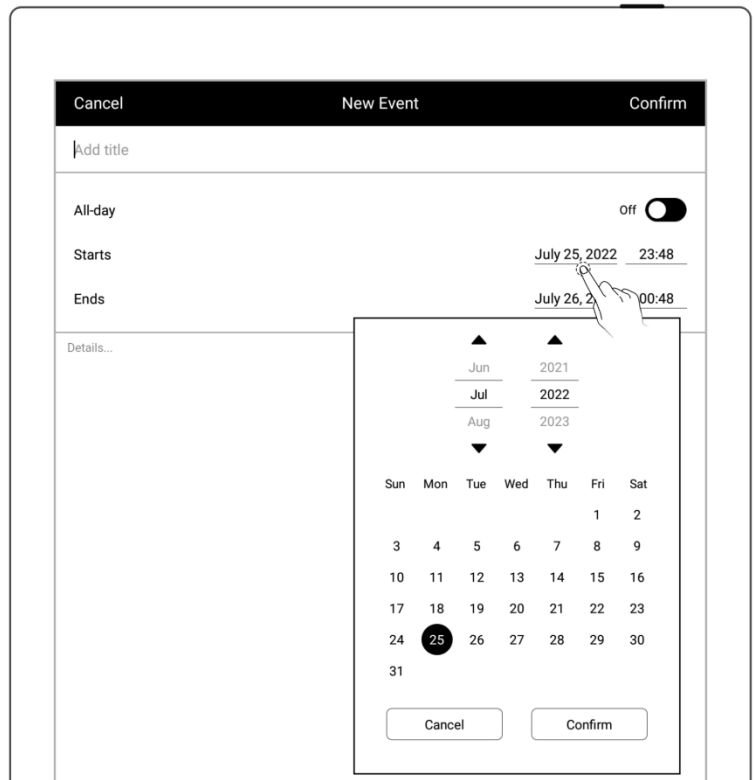 Cancel New Event Confirm
Add title
All-day Off
Starts July 25, 2022 23:48
Ends July 26, 2 00:48
Details...
Jun 2021
Jul 2022
Aug 2023
Sun Mon Tue Wed Thu Fri Sat
1 2
3 4 5 6 7 8 9
10 11 12 13 14 15 16
17 18 19 20 21 22 23
24 25 26 27 28 29 30
31
Cancel Confirm